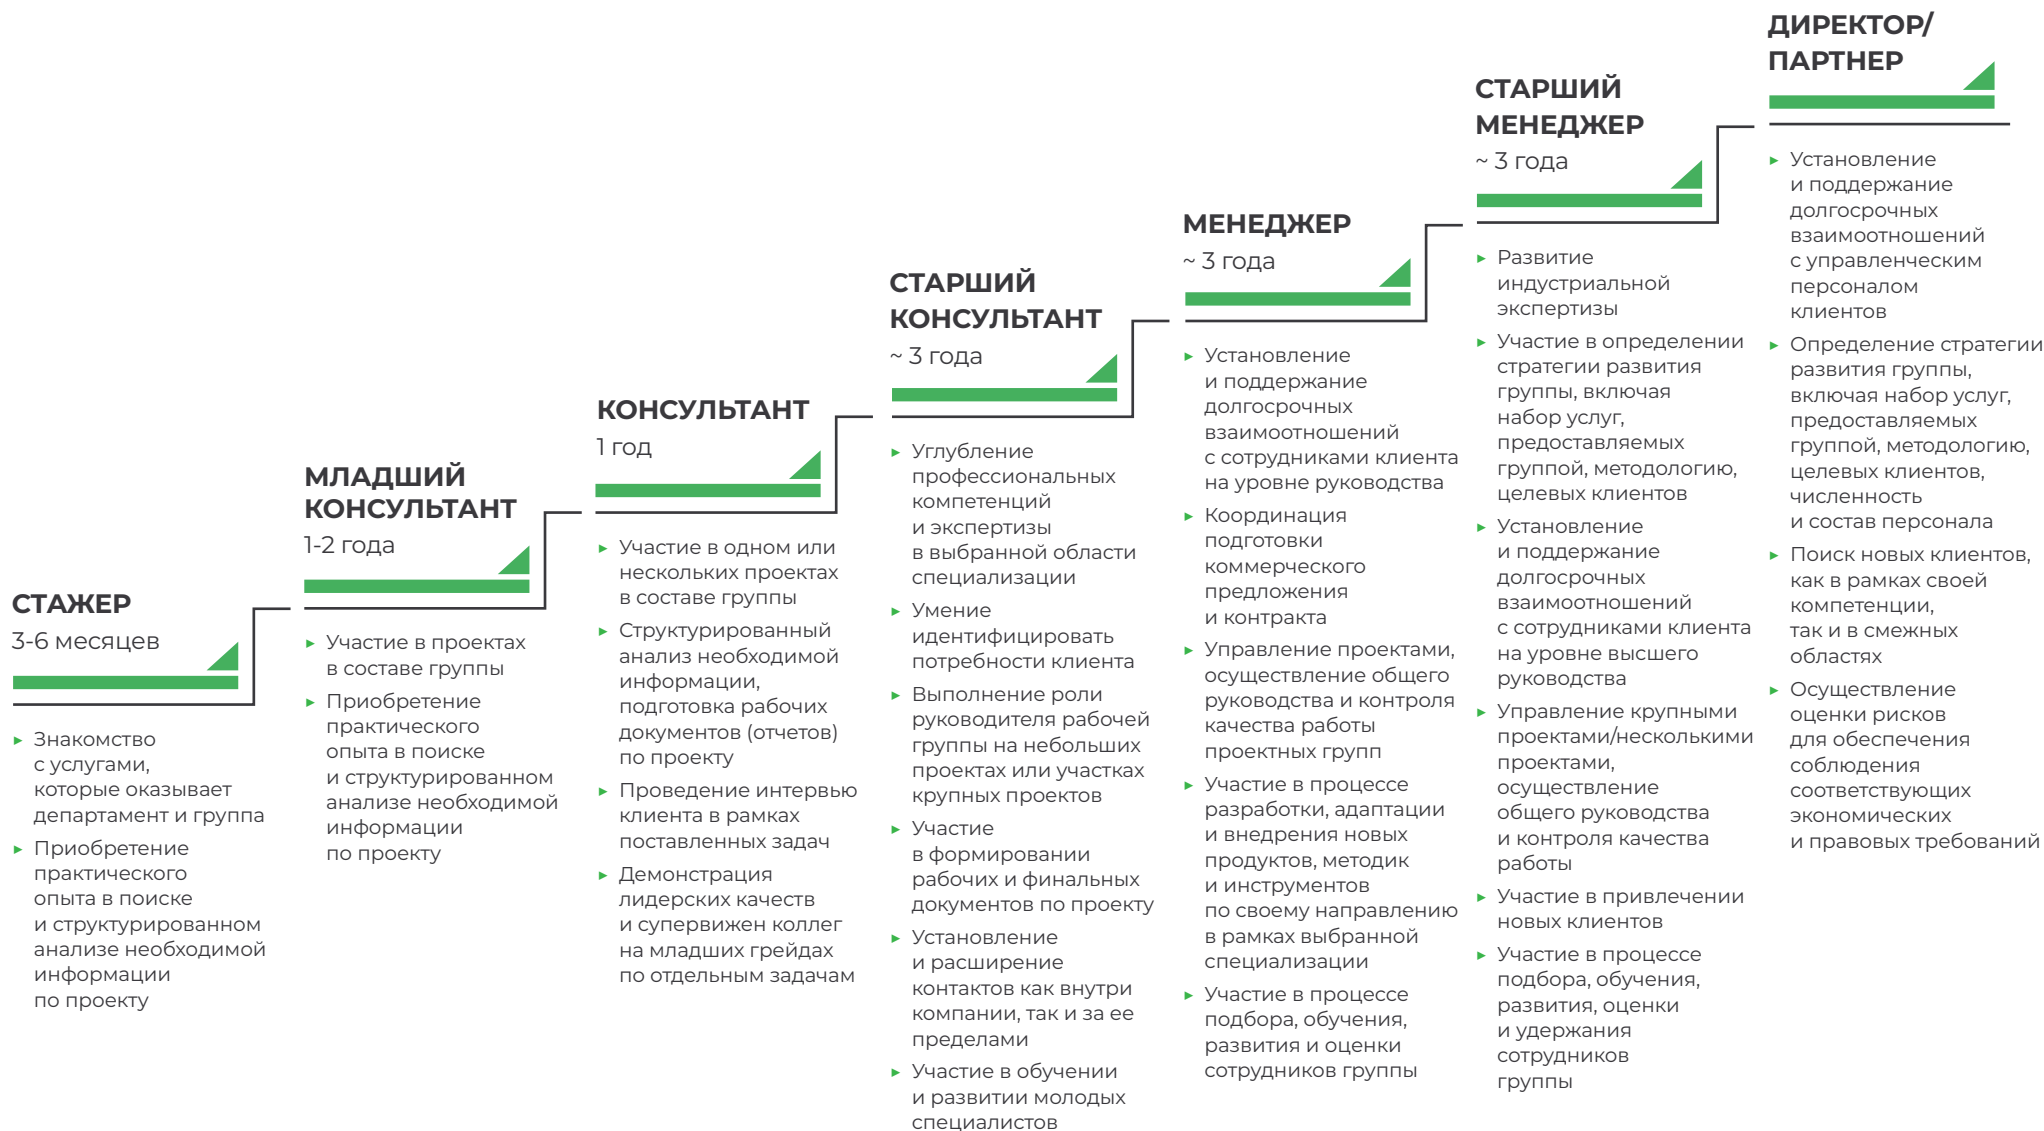 СТАЖЕР
3-6 месяцев
Знакомство
с услугами,
которые оказывает
департамент и группа
Приобретение
практического
опыта в поиске
и структурированном
анализе необходимой
информации
по проекту
МЛАДШИЙ
КОНСУЛЬТАНТ
1-2 года
Участие в проектах
в составе группы
Приобретение
практического
опыта в поиске
и структурированном
анализе необходимой
информации
по проекту
КОНСУЛЬТАНТ
1 год
Участие в одном или
нескольких проектах
в составе группы
Структурированный
анализ необходимой
информации,
подготовка рабочих
документов (отчетов)
по проекту
Проведение интервью
клиента в рамках
поставленных задач
Демонстрация
лидерских качеств
и супервижен коллег
на младших грейдах
по отдельным задачам
СТАРШИЙ
КОНСУЛЬТАНТ
~ 3 года
Углубление
профессиональных
компетенций
и экспертизы
в выбранной области
специализации
Умение
идентифицировать
потребности клиента
Выполнение роли
руководителя рабочей
группы на небольших
проектах или участках
крупных проектов
Участие
в формировании
рабочих и финальных
документов по проекту
Установление
и расширение
контактов как внутри
компании, так и за ее
пределами
Участие в обучении
и развитии молодых
специалистов
МЕНЕДЖЕР
~ 3 года
Установление
и поддержание
долгосрочных
взаимоотношений
с сотрудниками клиента
на уровне руководства
Координация
подготовки
коммерческого
предложения
и контракта
Управление проектами,
осуществление общего
руководства и контроля
качества работы
проектных групп
Участие в процессе
разработки, адаптации
и внедрения новых
продуктов, методик
и инструментов
по своему направлению
в рамках выбранной
специализации
Участие в процессе
подбора, обучения,
развития и оценки
сотрудников группы
СТАРШИЙ
МЕНЕДЖЕР
~ 3 года
Развитие
индустриальной
экспертизы
Участие в определении
стратегии развития
группы, включая
набор услуг,
предоставляемых
группой, методологию,
целевых клиентов
Установление
и поддержание
долгосрочных
взаимоотношений
с сотрудниками клиента
на уровне высшего
руководства
Управление крупными
проектами/несколькими
проектами,
осуществление
общего руководства
и контроля качества
работы
Участие в привлечении
новых клиентов
Участие в процессе
подбора, обучения,
развития, оценки
и удержания
сотрудников
группы
ДИРЕКТОР/
ПАРТНЕР
Установление
и поддержание
долгосрочных
взаимоотношений
с управленческим
персоналом
клиентов
Определение стратегии
развития группы,
включая набор услуг,
предоставляемых
группой, методологию,
целевых клиентов,
численность
и состав персонала
Поиск новых клиентов,
как в рамках своей
компетенции,
так и в смежных
областях
Осуществление
оценки рисков
для обеспечения
соблюдения
соответствующих
экономических
и правовых требований